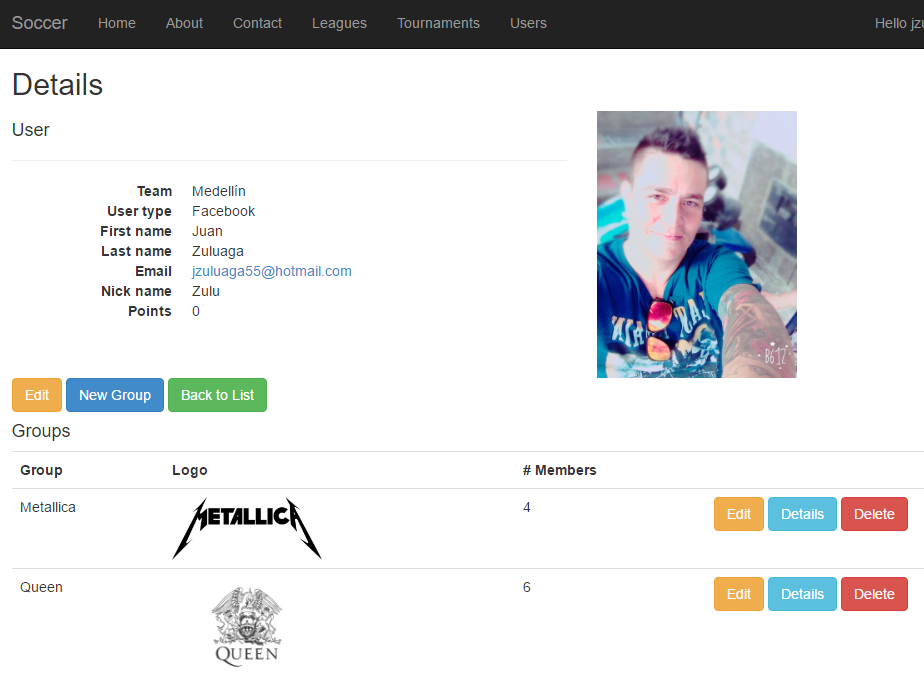 Soccer Home About Contact Leagues Tournaments Users Hello jzu
Details
User
Team Medellín
User type Facebook
First name Juan
Last name Zuluaga
Email jzuluaga55@hotmail.com
Nick name Zulu
Points 0
B612
Edit New Group Back to List
Groups
Group Logo # Members
Metallica METALLICA 4 Edit Details Delete
Queen QUEEN 6 Edit Details Delete